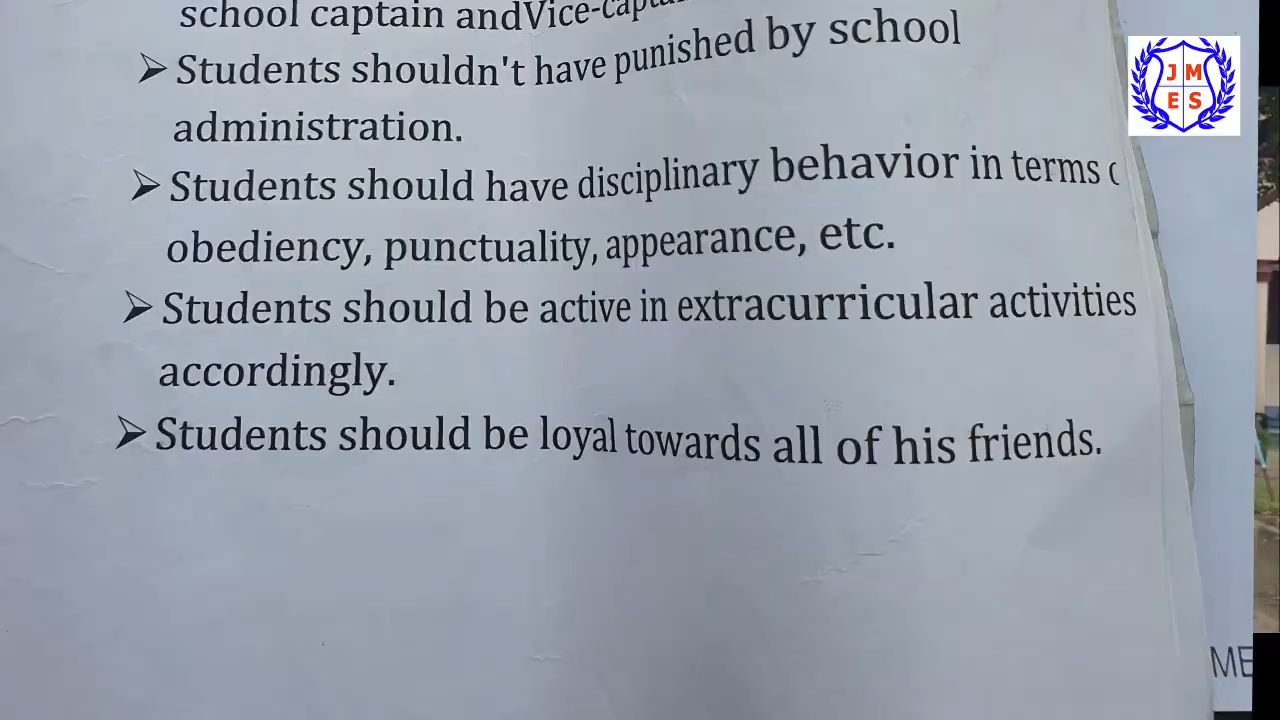 school captain andVice-
➢ Students shouldn't have punished by school
administration.
➢ Students should have disciplinary behavior in terms
obediency, punctuality, appearance, etc.
➢ Students should be active in extracurricular activities
accordingly.
➢ Students should be loyal towards all of his friends.
J M
E S
ME